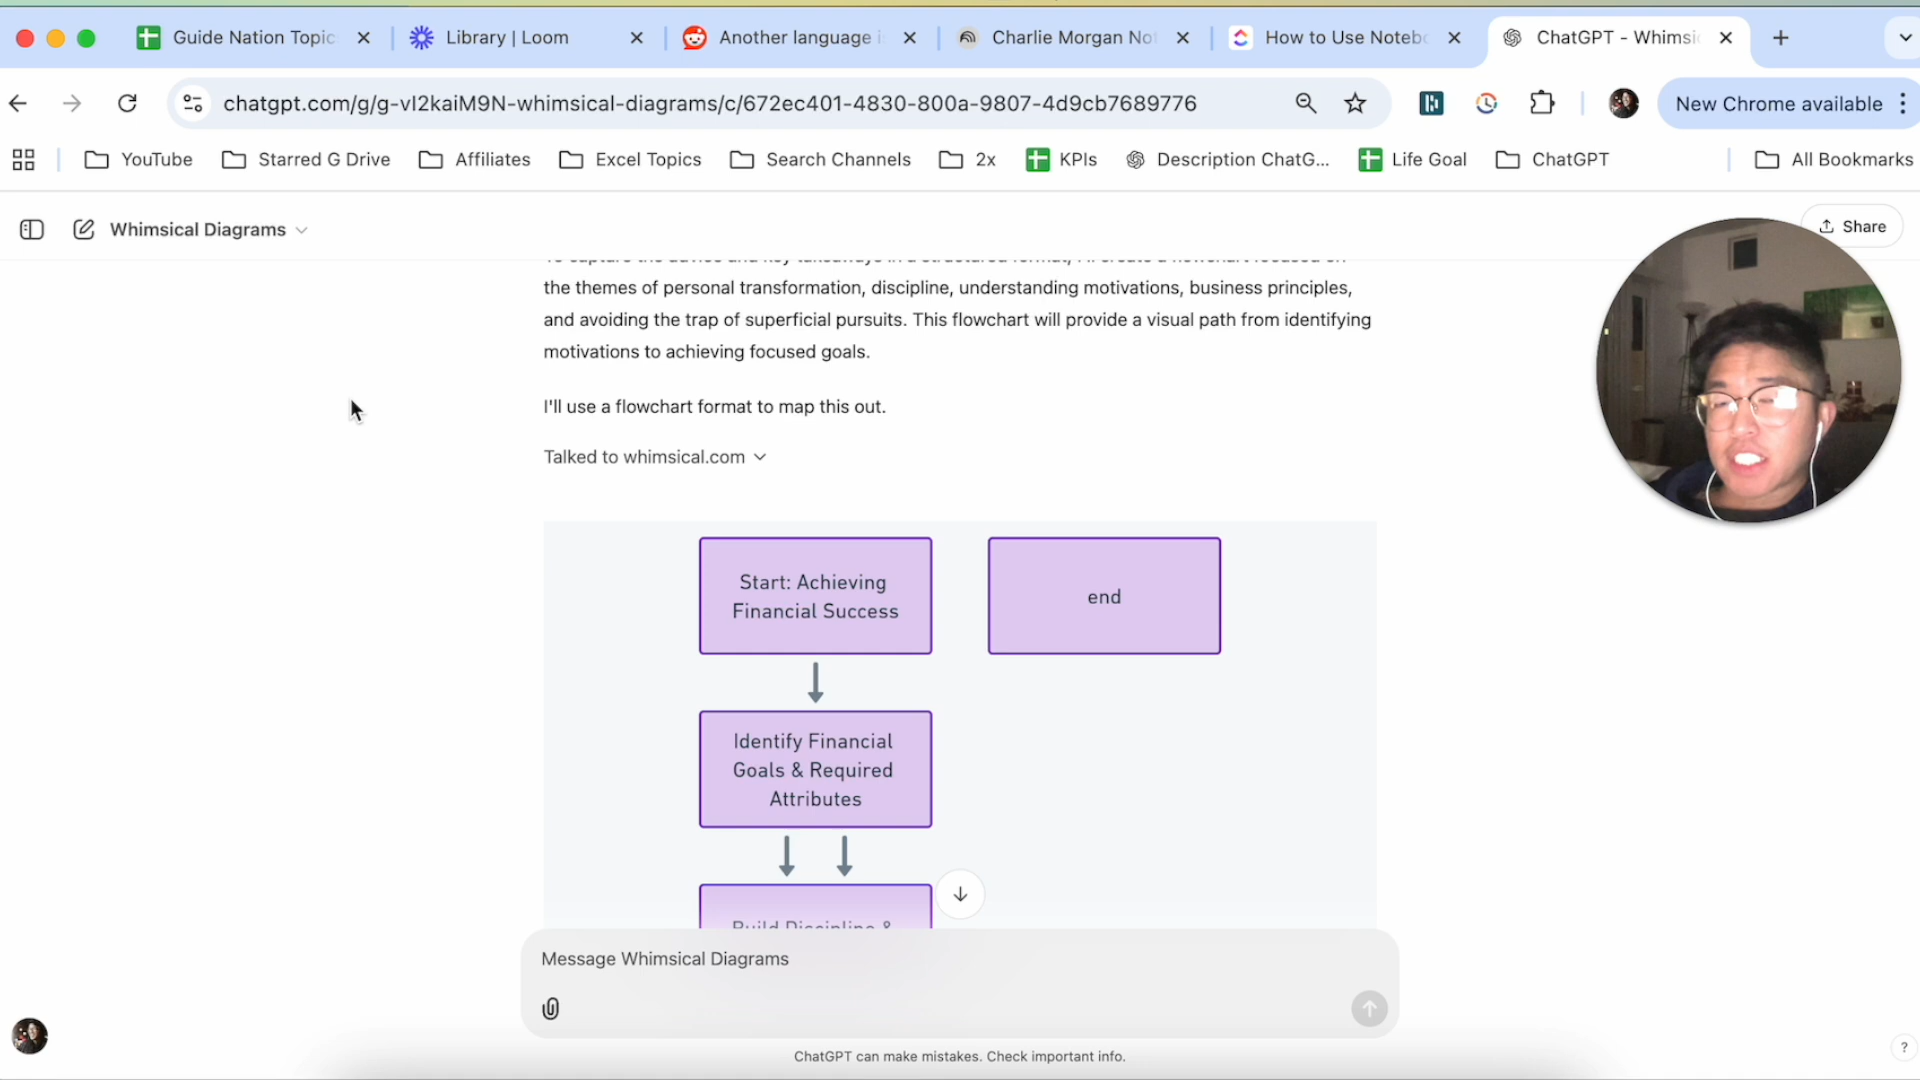 Guide Nation Topic
Library | Loom
Another language i
Charlie Morgan No
How to Use Notebo
ChatGPT - Whimsi
chatgpt.com/g/g-vI2kaiM9N-whimsical-diagrams/c/672ec401-4830-800a-9807-4d9cb7689776
New Chrome available
YouTube
Starred G Drive
Affiliates
Excel Topics
Search Channels
2x
KPIs
Description ChatG...
Life Goal
ChatGPT
All Bookmarks
Whimsical Diagrams
Share
the themes of personal transformation, discipline, understanding motivations, business principles,
and avoiding the trap of superficial pursuits. This flowchart will provide a visual path from identifying
motivations to achieving focused goals.
I'll use a flowchart format to map this out.
Talked to whimsical.com
Start: Achieving
Financial Success
end
Identify Financial
Goals & Required
Attributes
Build Discipline &
Message Whimsical Diagrams
ChatGPT can make mistakes. Check important info.
?